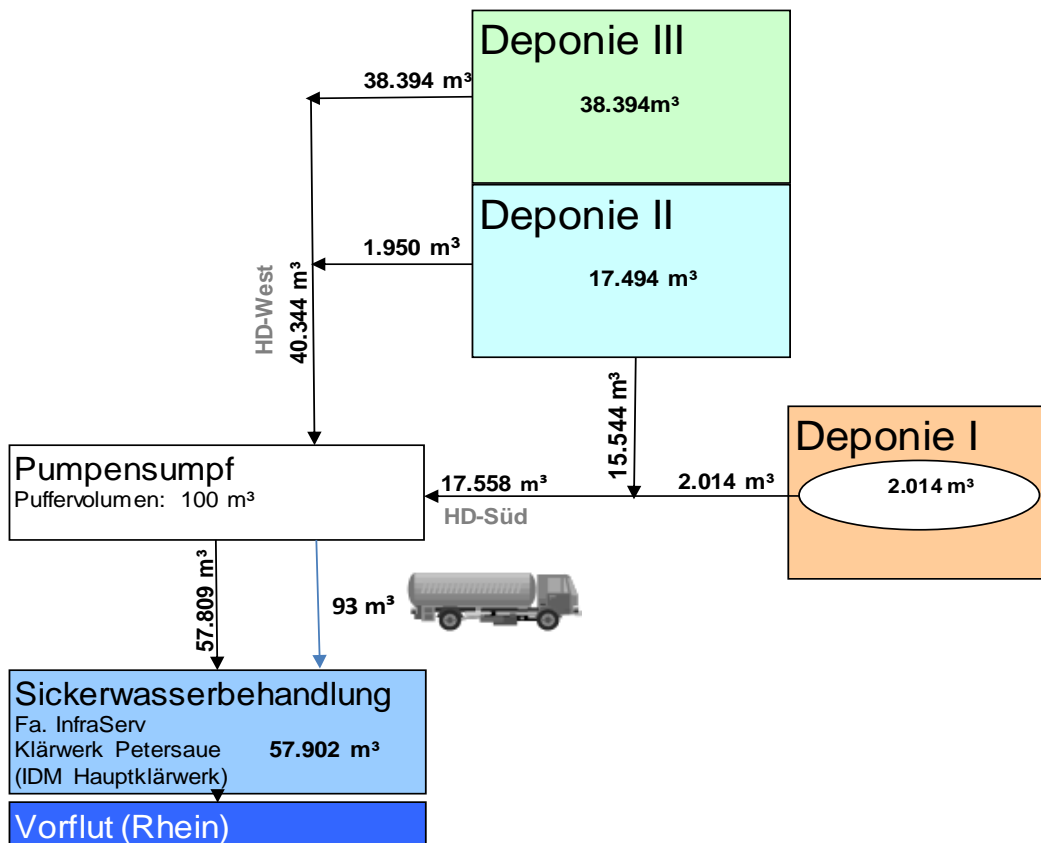 Deponie III
38.394 m³
38.394m³
Deponie II
1.950 m³
17.494 m³
HD-West
40.344 m³
15.544 m³
Deponie I
2.014 m³
2.014 m³
Pumpensumpf
Puffervolumen: 100 m³
17.558 m³
HD-Süd
57.809 m³
93 m³
Sickerwasserbehandlung
Fa. InfraServ
Klärwerk Petersaue 57.902 m³
(IDM Hauptklärwerk)
Vorflut (Rhein)